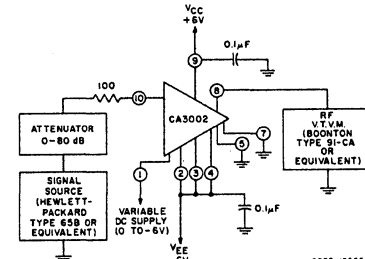 VCC
+6V
0.1µF
9
8
100
10
CA3002
ATTENUATOR
0-80 dB
RF
V.T.V.M.
(BOONTON
TYPE 91-CA
OR
EQUIVALENT)
7
5
1
2
3
4
SIGNAL
SOURCE
(HEWLETT-
PACKARD
TYPE 65B OR
EQUIVALENT)
VARIABLE
DC SUPPLY
(0 TO-6V)
0.1µF
VEE